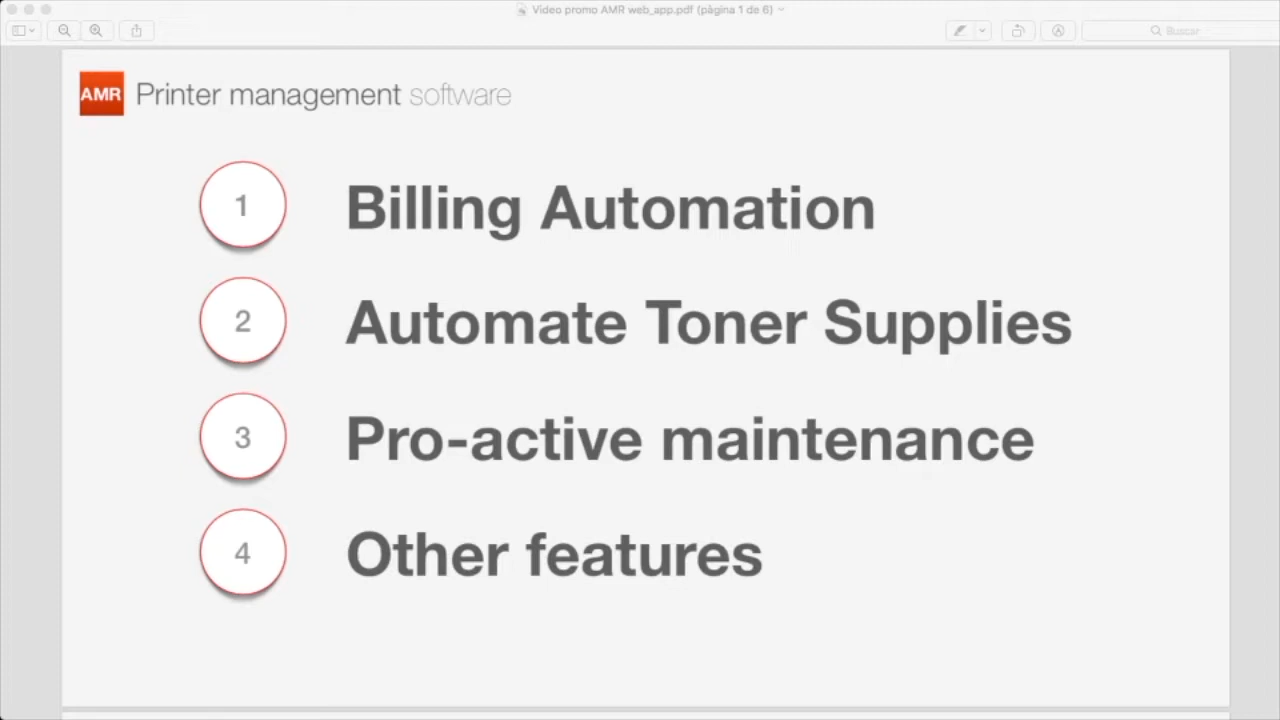 Video promo AMR web_app.pdf (página 1 de 6)
Buscar
AMR Printer management software
1 Billing Automation
2 Automate Toner Supplies
3 Pro-active maintenance
4 Other features